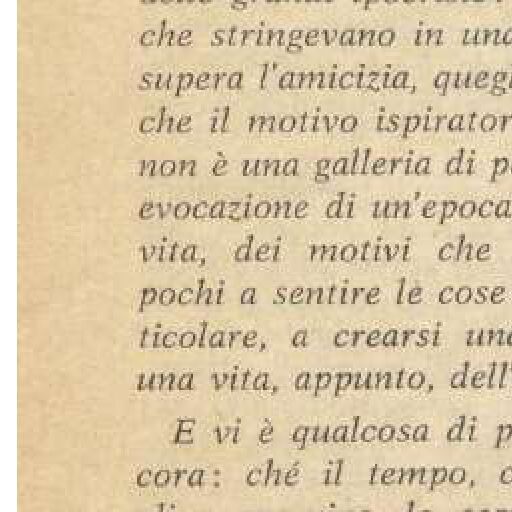 che stringevano in una
supera l'amicizia, quegl
che il motivo ispirator
non è una galleria di p
evocazione di un'epoca
vita, dei motivi che
pochi a sentire le cose
ticolare, a crearsi una
una vita, appunto, dell'
E vi è qualcosa di p
cora: ché il tempo, c